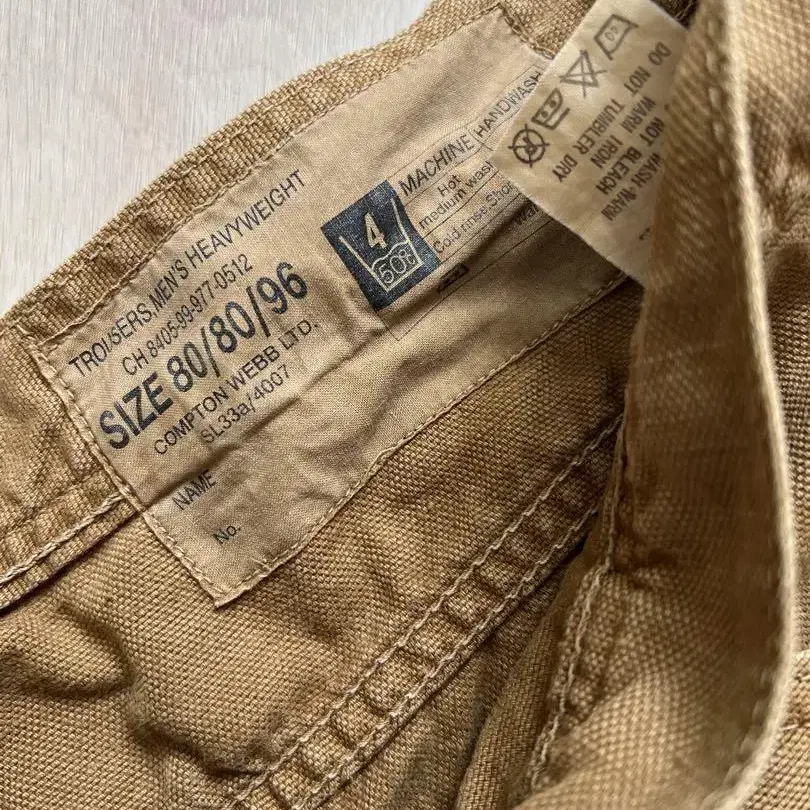 TROUSERS, MEN'S HEAVYWEIGHT
CH 8405-99-977-0512
SIZE 80/80/96
COMPTON WEBB LTD.
SL33a/4007
NAME
No.
4
50°
MACHINE
HANDWASH
Hot
medium wash
Cold rinse. Short
DO NOT TUMBLER DRY
WARM IRON
NOT BLEACH
WASH WARM